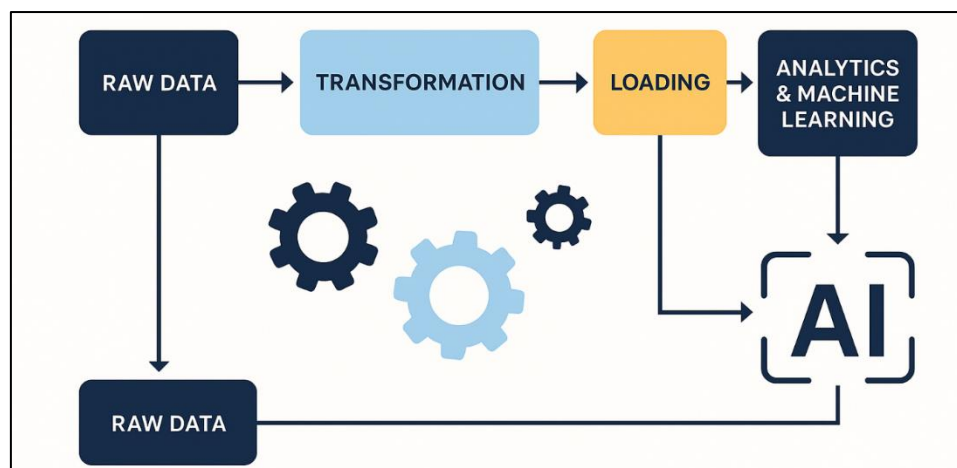 RAW DATA
TRANSFORMATION
LOADING
ANALYTICS
& MACHINE
LEARNING
AI
RAW DATA